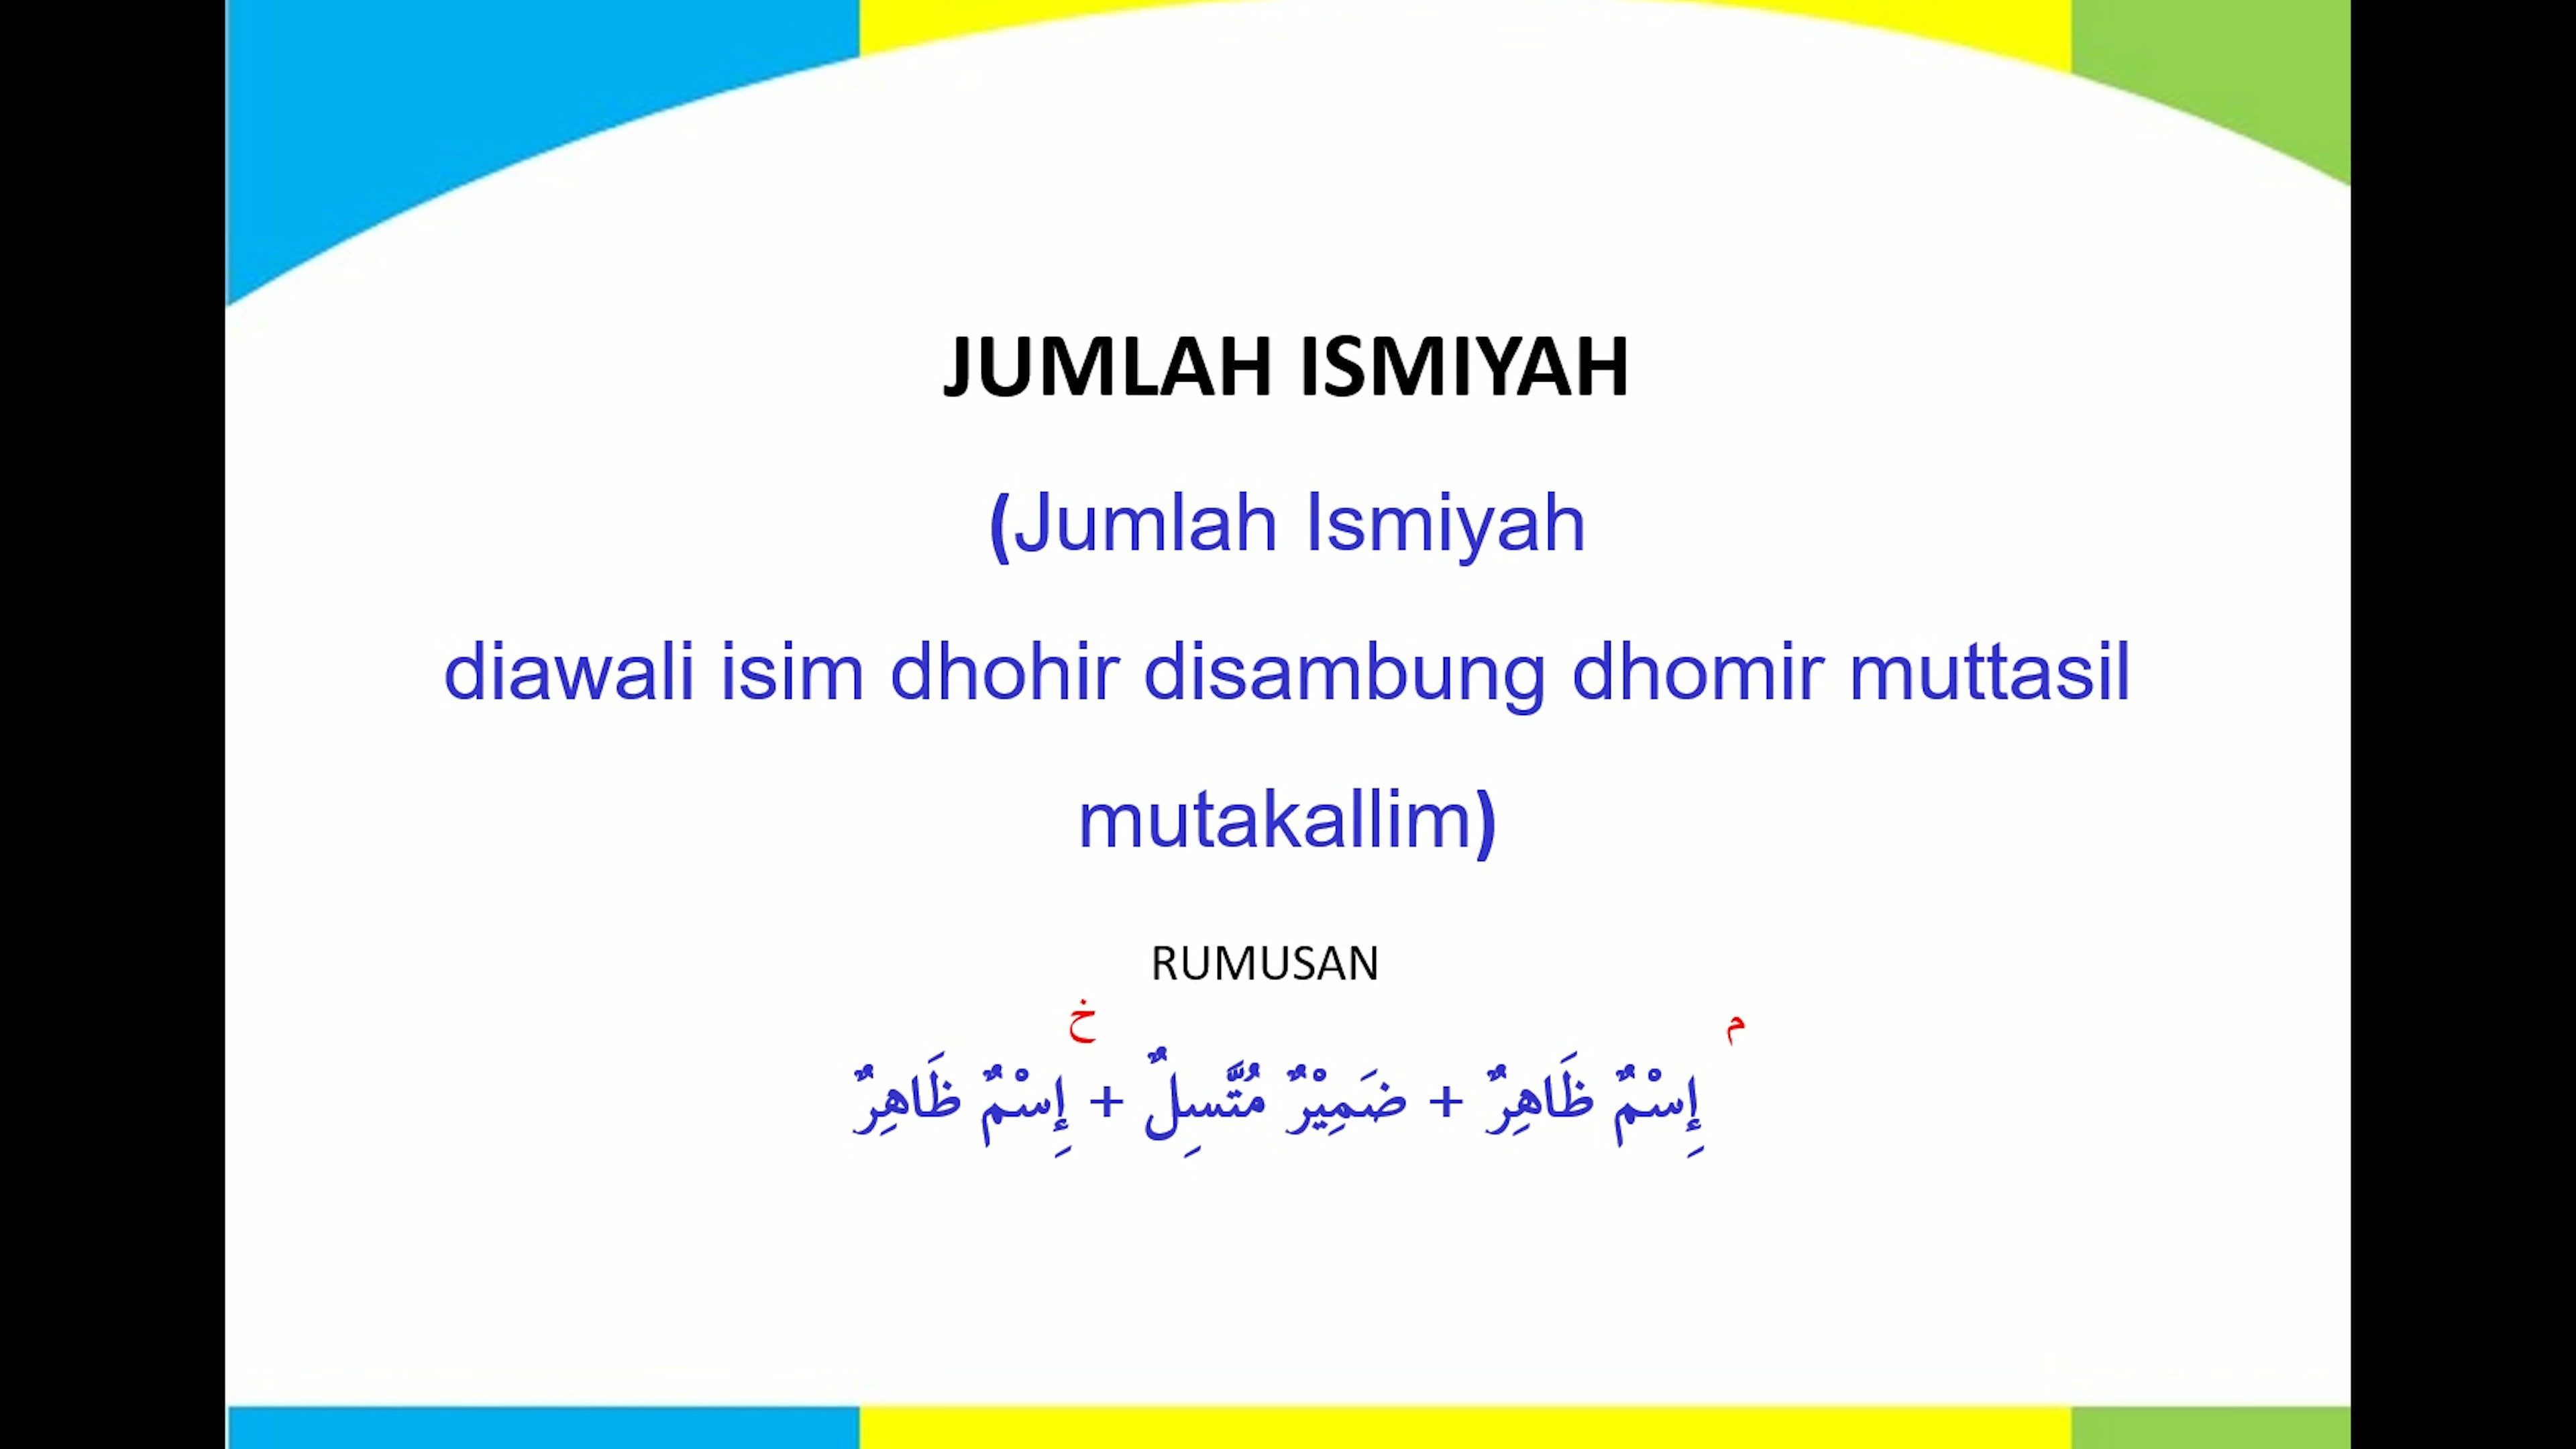 JUMLAH ISMIYAH
(Jumlah Ismiyah
diawali isim dhohir disambung dhomir muttasil
mutakallim)
RUMUSAN
م خ
إِسْمٌ ظَاهِرٌ + ضَمِيْرٌ مُتَّسِلٌ + إِسْمٌ ظَاهِرٌ